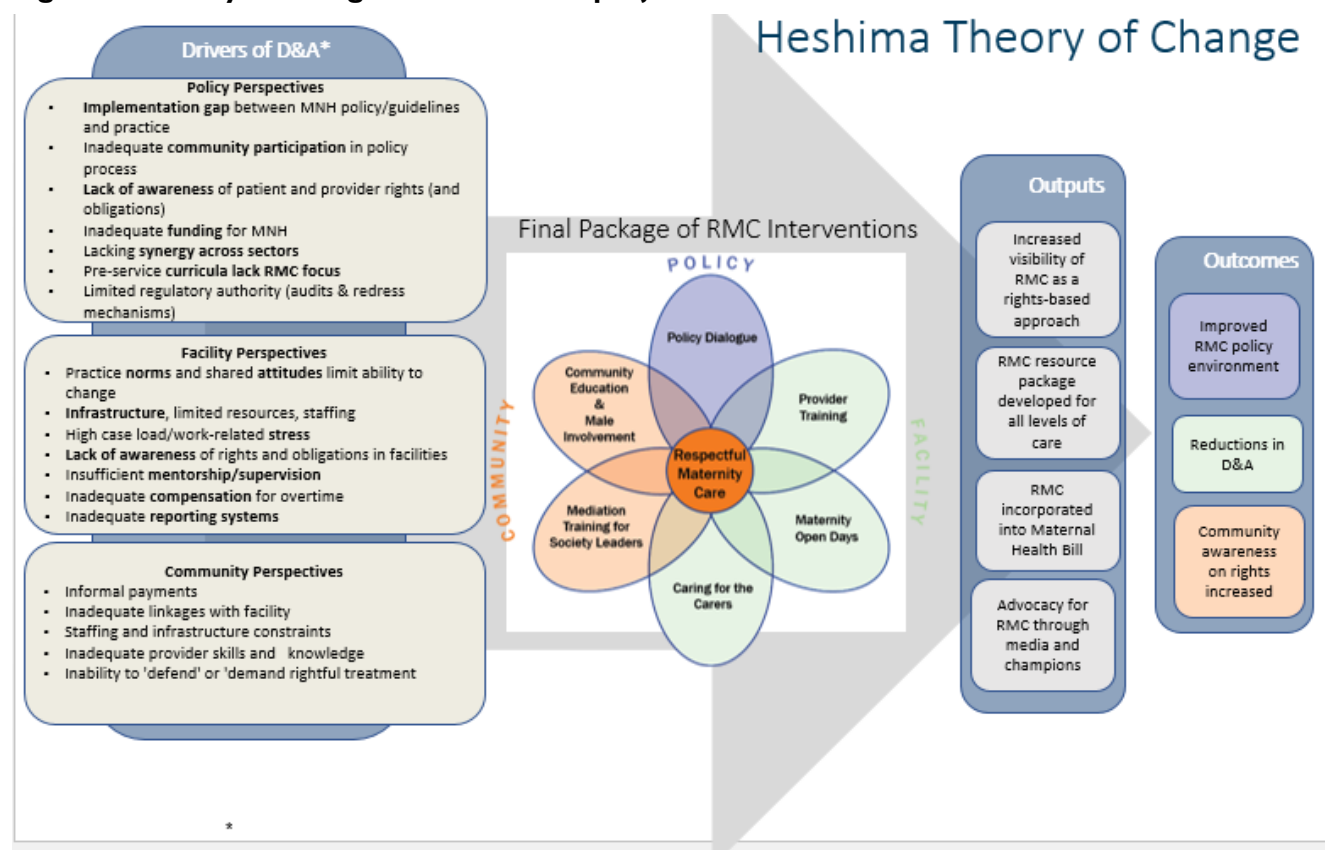 Heshima Theory of Change
Drivers of D&A*
Policy Perspectives
▪ Implementation gap between MNH policy/guidelines
and practice
▪ Inadequate community participation in policy
process
▪ Lack of awareness of patient and provider rights (and
obligations)
▪ Inadequate funding for MNH
▪ Lacking synergy across sectors
▪ Pre-service curricula lack RMC focus
▪ Limited regulatory authority (audits & redress
mechanisms)
Facility Perspectives
▪ Practice norms and shared attitudes limit ability to
change
▪ Infrastructure, limited resources, staffing
▪ High case load/work-related stress
▪ Lack of awareness of rights and obligations in facilities
▪ Insufficient mentorship/supervision
▪ Inadequate compensation for overtime
▪ Inadequate reporting systems
Community Perspectives
▪ Informal payments
▪ Inadequate linkages with facility
▪ Staffing and infrastructure constraints
▪ Inadequate provider skills and knowledge
▪ Inability to 'defend' or 'demand rightful treatment
*
Final Package of RMC Interventions
POLICY
Policy Dialogue
FACILITY
Provider
Training
Maternity
Open Days
Caring for the
Carers
COMMUNITY
Mediation
Training for
Society Leaders
Community
Education
&
Male
Involvement
Respectful
Maternity
Care
Outputs
Increased
visibility of
RMC as a
rights-based
approach
RMC resource
package
developed for
all levels of
care
RMC
incorporated
into Maternal
Health Bill
Advocacy for
RMC through
media and
champions
Outcomes
Improved
RMC policy
environment
Reductions in
D&A
Community
awareness
on rights
increased